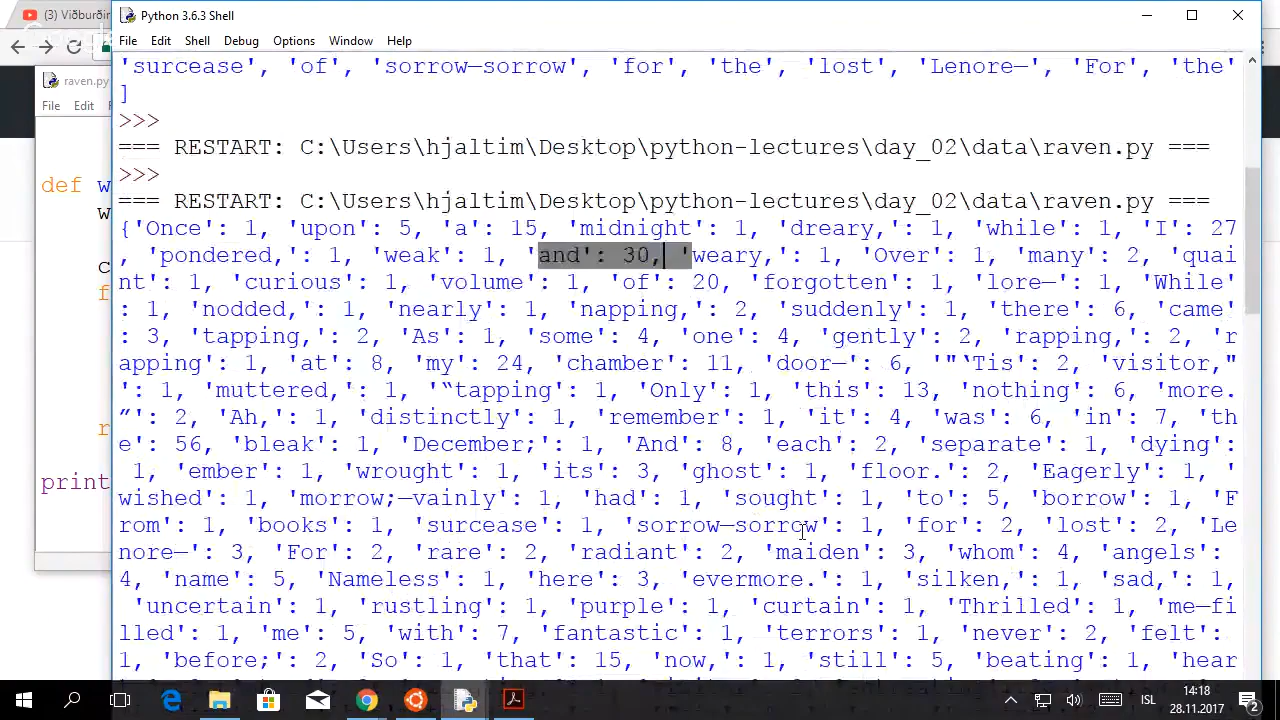 (3) Viðburðir
Python 3.6.3 Shell
File Edit Shell Debug Options Window Help
raven.py
File Edit
'surcease', 'of', 'sorrow—sorrow', 'for', 'the', 'lost', 'Lenore—', 'For', 'the'
]
>>>
=== RESTART: C:\Users\hjaltim\Desktop\python-lectures\day_02\data\raven.py ===
>>>
=== RESTART: C:\Users\hjaltim\Desktop\python-lectures\day_02\data\raven.py ===
{'Once': 1, 'upon': 5, 'a': 15, 'midnight': 1, 'dreary,': 1, 'while': 1, 'I': 27
, 'pondered,': 1, 'weak': 1, 'and': 30, 'weary,': 1, 'Over': 1, 'many': 2, 'quai
nt': 1, 'curious': 1, 'volume': 1, 'of': 20, 'forgotten': 1, 'lore—': 1, 'While'
: 1, 'nodded,': 1, 'nearly': 1, 'napping,': 2, 'suddenly': 1, 'there': 6, 'came'
: 3, 'tapping,': 2, 'As': 1, 'some': 4, 'one': 4, 'gently': 2, 'rapping,': 2, 'r
apping': 1, 'at': 8, 'my': 24, 'chamber': 11, 'door—': 6, '"‘Tis': 2, 'visitor,"
': 1, 'muttered,': 1, '“tapping': 1, 'Only': 1, 'this': 13, 'nothing': 6, 'more.
”': 2, 'Ah,': 1, 'distinctly': 1, 'remember': 1, 'it': 4, 'was': 6, 'in': 7, 'th
e': 56, 'bleak': 1, 'December;': 1, 'And': 8, 'each': 2, 'separate': 1, 'dying':
1, 'ember': 1, 'wrought': 1, 'its': 3, 'ghost': 1, 'floor.': 2, 'Eagerly': 1, '
wished': 1, 'morrow;—vainly': 1, 'had': 1, 'sought': 1, 'to': 5, 'borrow': 1, 'F
rom': 1, 'books': 1, 'surcease': 1, 'sorrow—sorrow': 1, 'for': 2, 'lost': 2, 'Le
nore—': 3, 'For': 2, 'rare': 2, 'radiant': 2, 'maiden': 3, 'whom': 4, 'angels':
4, 'name': 5, 'Nameless': 1, 'here': 3, 'evermore.': 1, 'silken,': 1, 'sad,': 1,
'uncertain': 1, 'rustling': 1, 'purple': 1, 'curtain': 1, 'Thrilled': 1, 'me—fi
lled': 1, 'me': 5, 'with': 7, 'fantastic': 1, 'terrors': 1, 'never': 2, 'felt':
1, 'before;': 2, 'So': 1, 'that': 15, 'now,': 1, 'still': 5, 'beating': 1, 'hear
def w
w
c
f
r
print
ÍSL
14:18
28.11.2017
2